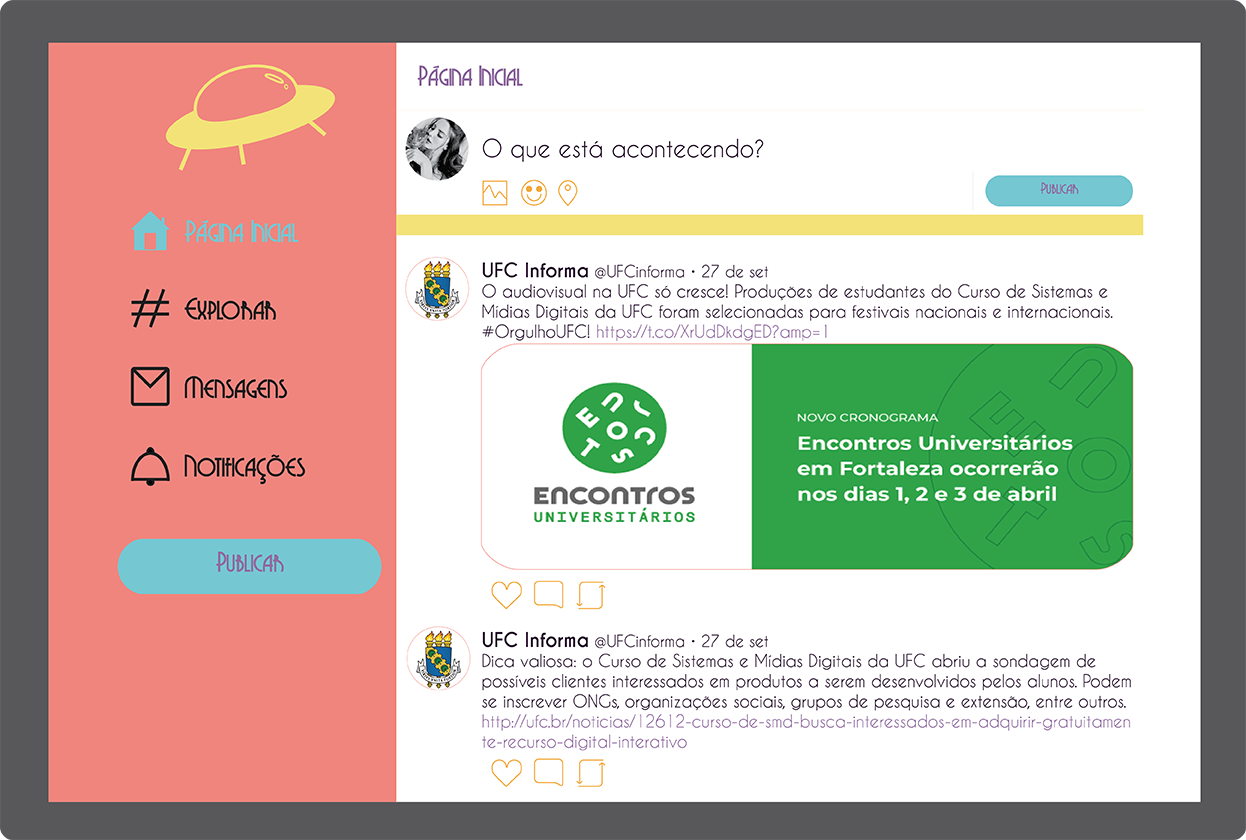 Página Inicial
Explorar
Mensagens
Notificações
Publicar
Página Inicial
O que está acontecendo?
Publicar
UFC Informa @UFCinforma • 27 de set
O audiovisual na UFC só cresce! Produções de estudantes do Curso de Sistemas e
Mídias Digitais da UFC foram selecionadas para festivais nacionais e internacionais.
#OrgulhoUFC! https://t.co/XrUdDkdgED?amp=1
ENCONTROS
ENCONTROS
UNIVERSITÁRIOS
NOVO CRONOGRAMA
Encontros Universitários
em Fortaleza ocorrerão
nos dias 1, 2 e 3 de abril
UFC Informa @UFCinforma • 27 de set
Dica valiosa: o Curso de Sistemas e Mídias Digitais da UFC abriu a sondagem de
possíveis clientes interessados em produtos a serem desenvolvidos pelos alunos. Podem
se inscrever ONGs, organizações sociais, grupos de pesquisa e extensão, entre outros.
http://ufc.br/noticias/12612-curso-de-smd-busca-interessados-em-adquirir-gratuitamen
te-recurso-digital-interativo